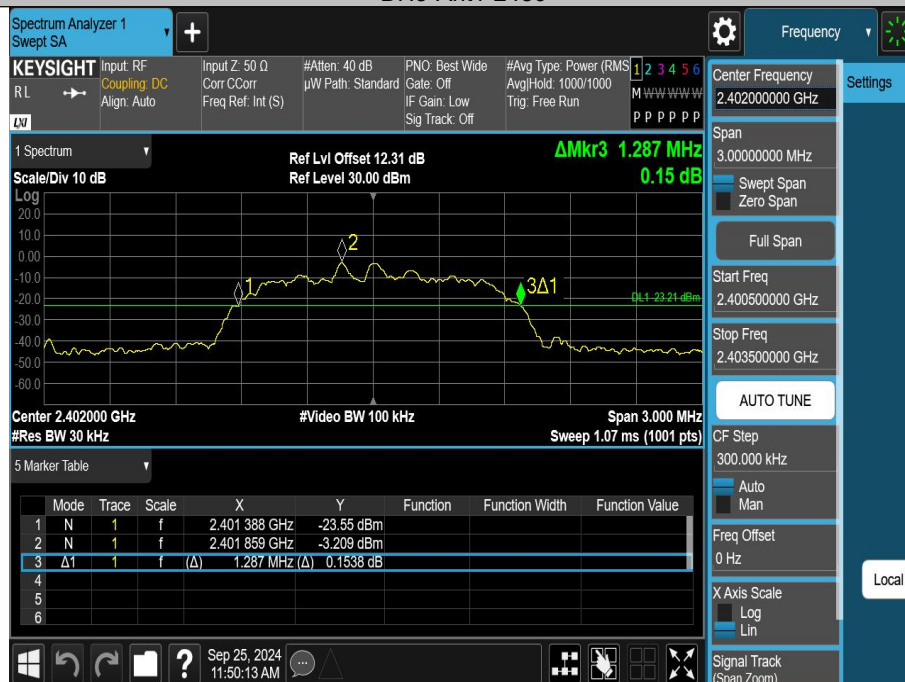 Spectrum Analyzer 1
Swept SA
+
Frequency
KEYSIGHT
RL
LXI
Input: RF
Coupling: DC
Align: Auto
Input Z: 50 Ω
Corr CCorr
Freq Ref: Int (S)
#Atten: 40 dB
µW Path: Standard
PNO: Best Wide
Gate: Off
IF Gain: Low
Sig Track: Off
#Avg Type: Power (RMS
Avg|Hold: 1000/1000
Trig: Free Run
1 2 3 4 5 6
M W W W W W
P P P P P P
1 Spectrum
Scale/Div 10 dB
Ref Lvl Offset 12.31 dB
Ref Level 30.00 dBm
ΔMkr3 1.287 MHz
0.15 dB
Log
20.0
10.0
0.00
-10.0
-20.0
-30.0
-40.0
-50.0
-60.0
1
2
3Δ1
DL1 -23.21 dBm
Center 2.402000 GHz
#Video BW 100 kHz
Span 3.000 MHz
#Res BW 30 kHz
Sweep 1.07 ms (1001 pts)
5 Marker Table
Mode Trace Scale X Y Function Function Width Function Value
1 N 1 f 2.401 388 GHz -23.55 dBm
2 N 1 f 2.401 859 GHz -3.209 dBm
3 Δ1 1 f (Δ) 1.287 MHz (Δ) 0.1538 dB
4
5
6
?
Sep 25, 2024
11:50:13 AM
Center Frequency
2.402000000 GHz
Span
3.00000000 MHz
Swept Span
Zero Span
Full Span
Start Freq
2.400500000 GHz
Stop Freq
2.403500000 GHz
AUTO TUNE
CF Step
300.000 kHz
Auto
Man
Freq Offset
0 Hz
X Axis Scale
Log
Lin
Signal Track
(Span Zoom)
Settings
Local